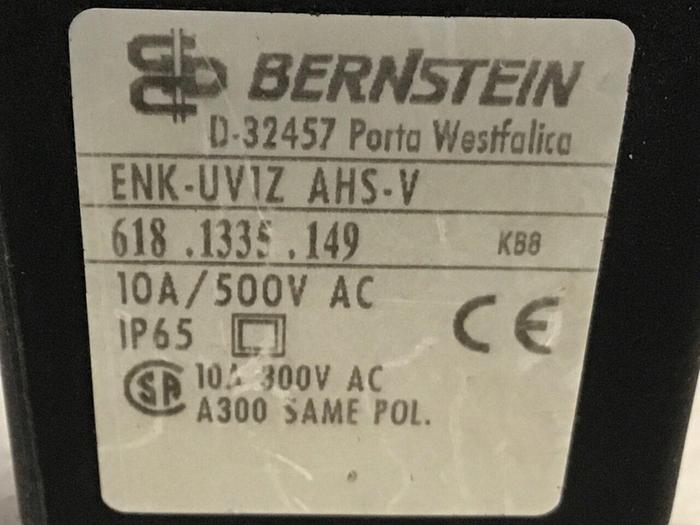 BERNSTEIN
D-32457 Porta Westfalica
ENK-UV1Z AHS-V
618.1335.149 KB8
10A/500V AC
IP65 CE
SA 10A 300V AC
A300 SAME POL.